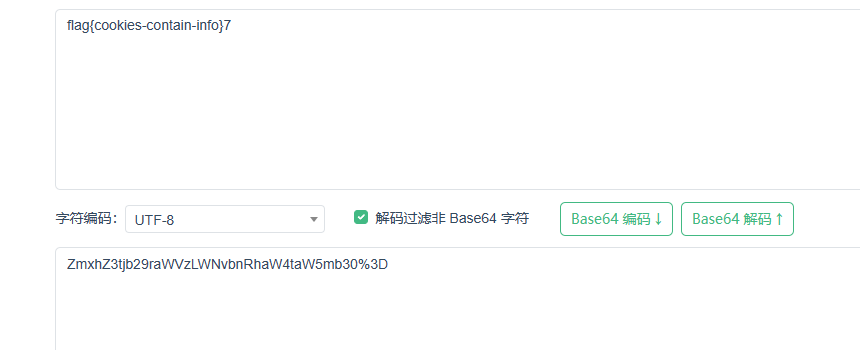 flag{cookies-contain-info}7
字符编码： UTF-8 解码过滤非 Base64 字符 Base64 编码↓ Base64 解码↑
ZmxhZ3tjb29raWVzLWNvbnRhaW4taW5mb30%3D